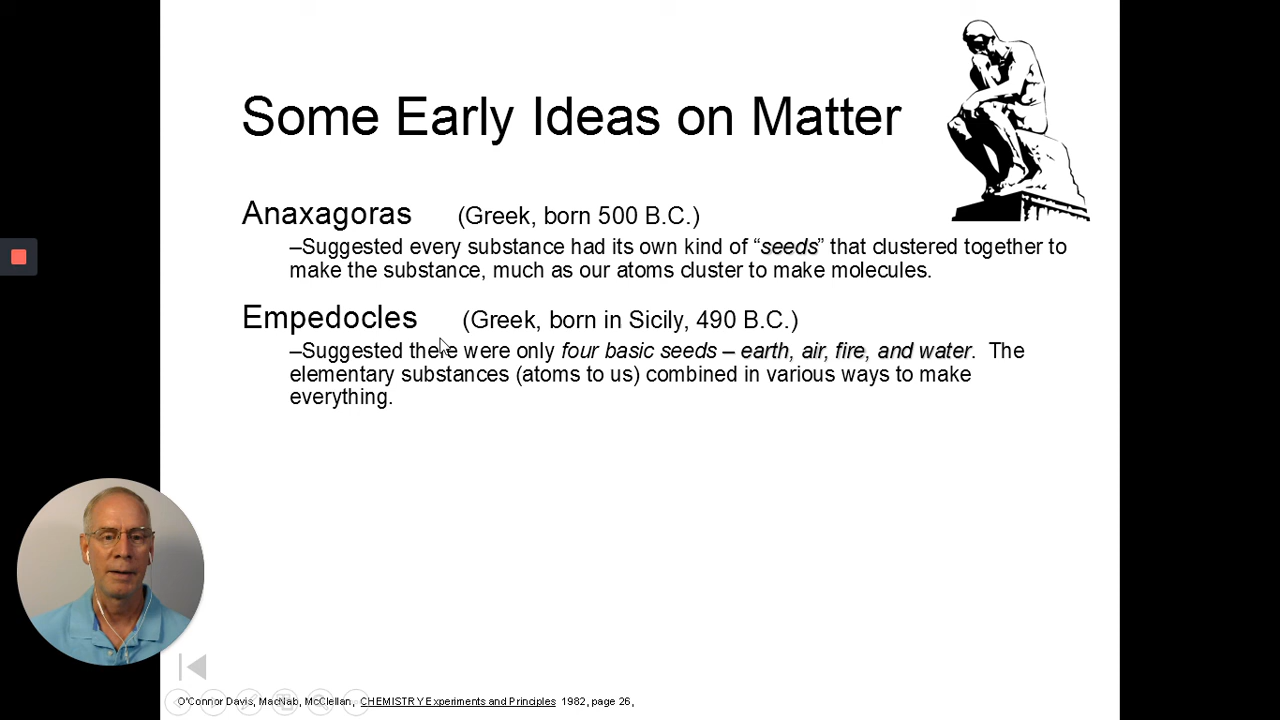 Some Early Ideas on Matter
Anaxagoras (Greek, born 500 B.C.)
–Suggested every substance had its own kind of “seeds” that clustered together to
make the substance, much as our atoms cluster to make molecules.
Empedocles (Greek, born in Sicily, 490 B.C.)
–Suggested there were only four basic seeds – earth, air, fire, and water. The
elementary substances (atoms to us) combined in various ways to make
everything.
O'Connor Davis, MacNab, McClellan, CHEMISTRY Experiments and Principles 1982, page 26,